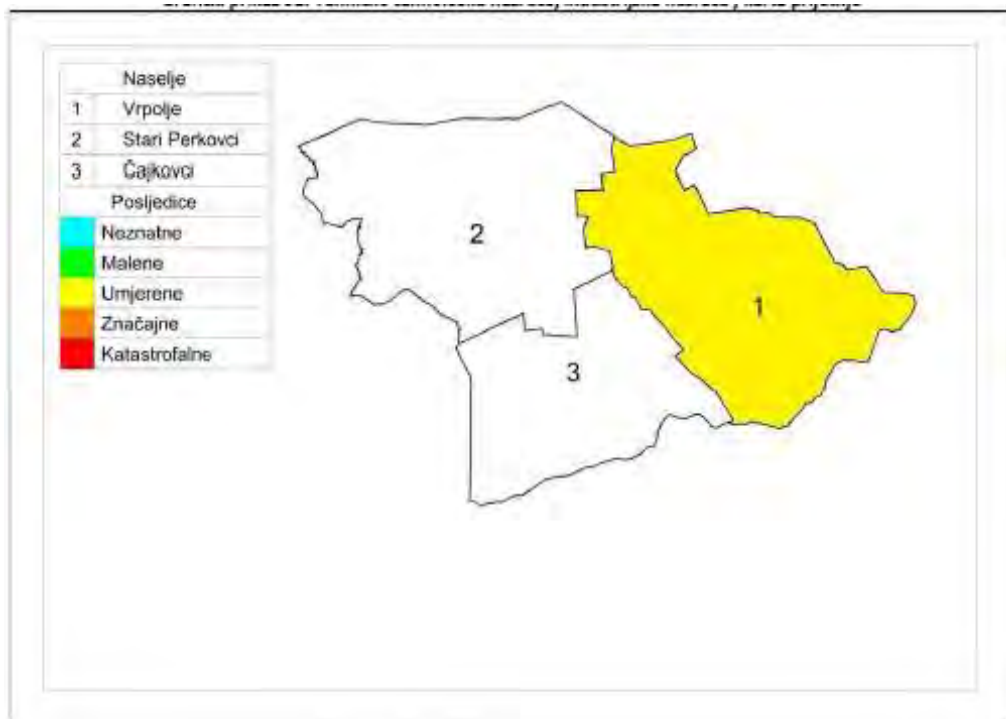 Naselje
1 Vrpolje
2 Stari Perkovci
3 Čajkovci
Posljedice
Neznatne
Malene
Umjerene
Značajne
Katastrofalne
2
1
3